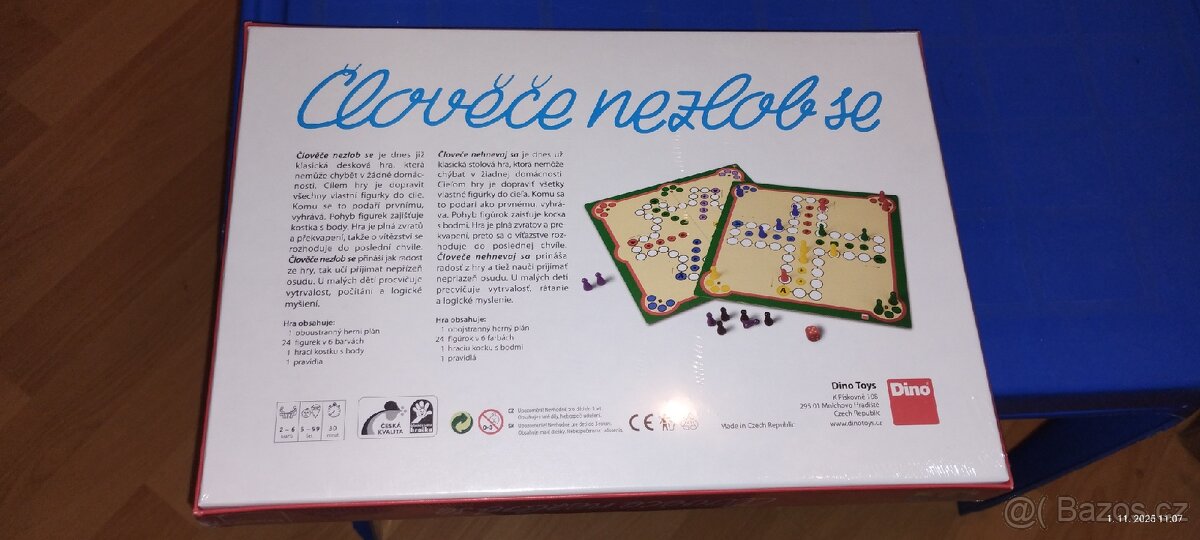 Člověče nezlob se
Člověče nezlob se je dnes již
klasická desková hra, která
nemůže chybět v žádné domác-
nosti. Cílem hry je dopravit
všechny vlastní figurky do cíle.
Komu se to podaří prvnímu,
vyhrává. Pohyb figurek zajišťuje
kostka s body. Hra je plná zvratů
a překvapení, takže o vítězství se
rozhoduje do poslední chvíle.
Člověče nezlob se přináší jak radost
ze hry, tak učí přijímat nepřízeň
osudu. U malých dětí procvičuje
vytrvalost, počítání a logické
myšlení.
Hra obsahuje:
1 oboustranný herní plán
24 figurek v 6 barvách
1 hrací kostku s body
1 pravidla
Človeče nehnevaj sa je dnes už
klasická stolová hra, ktorá nemôže
chýbať v žiadnej domácnosti.
Cieľom hry je dopraviť všetky
vlastné figúrky do cieľa. Komu sa
to podarí ako prvému, vyhrá-
va. Pohyb figúrok zaisťuje kocka
s bodmi. Hra je plná zvratov a pre-
kvapení, preto sa o víťazstve roz-
hoduje do poslednej chvíle.
Človeče nehnevaj sa prináša
radosť z hry a tiež naučí prijímať
nepriazeň osudu. U malých detí
precvičuje vytrvalosť, rátanie
a logické myslenie.
Hra obsahuje:
1 obojstranný herný plán
24 figúrok v 6 farbách
1 hraciu kocku s bodmi
1 pravidlá
2 – 6 5 – 99 30
ČESKÁ
KVALITA
0-3
CZ
SK
CE
Made in Czech Republic
Dino Toys
K Pískovně 108
295 01 Mnichovo Hradiště
Czech Republic
www.dinotoys.cz
Dino
@ Bazos.cz
1. 11. 2025 11:07